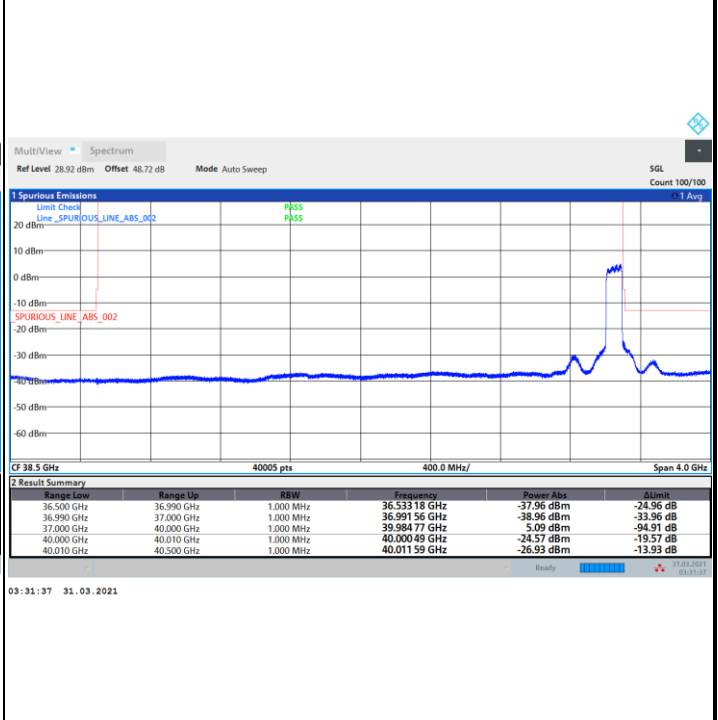 MultiView Spectrum
Ref Level 28.92 dBm Offset 48.72 dB Mode Auto Sweep SGL
Count 100/100
1 Spurious Emissions 1 Avg
Limit Check PASS
Line _SPURIOUS_LINE_ABS_002 PASS
20 dBm
10 dBm
0 dBm
-10 dBm
_SPURIOUS_LINE_ABS_002
-20 dBm
-30 dBm
-40 dBm
-50 dBm
-60 dBm
CF 38.5 GHz 40005 pts 400.0 MHz/ Span 4.0 GHz
2 Result Summary
Range Low Range Up RBW Frequency Power Abs ΔLimit
36.500 GHz 36.990 GHz 1.000 MHz 36.533 18 GHz -37.96 dBm -24.96 dB
36.990 GHz 37.000 GHz 1.000 MHz 36.991 56 GHz -38.96 dBm -33.96 dB
37.000 GHz 40.000 GHz 1.000 MHz 39.984 77 GHz 5.09 dBm -94.91 dB
40.000 GHz 40.010 GHz 1.000 MHz 40.000 49 GHz -24.57 dBm -19.57 dB
40.010 GHz 40.500 GHz 1.000 MHz 40.011 59 GHz -26.93 dBm -13.93 dB
Ready 31.03.2021
03:31:37
03:31:37 31.03.2021